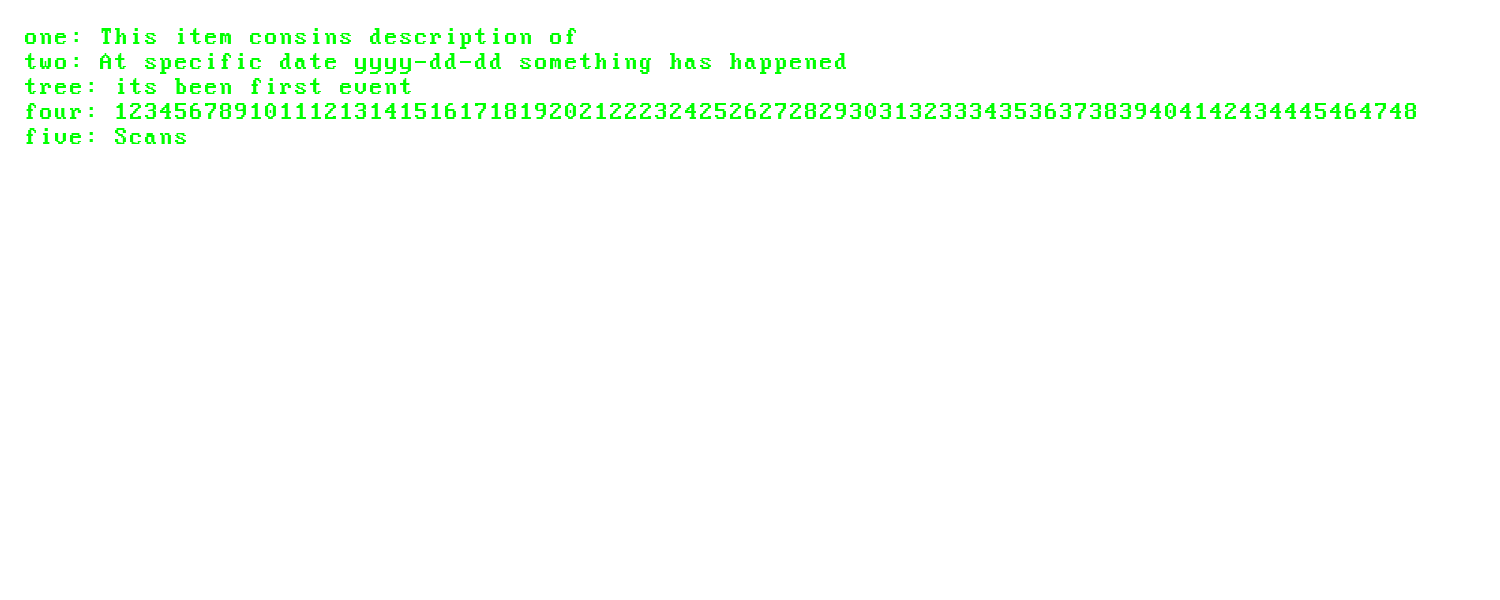 one: This item consins description of
two: At specific date yyyy-dd-dd something has happened
tree: its been first event
four: 123456789101112131415161718192021222324252627282930313233343536373839404142434445464748
five: Scans